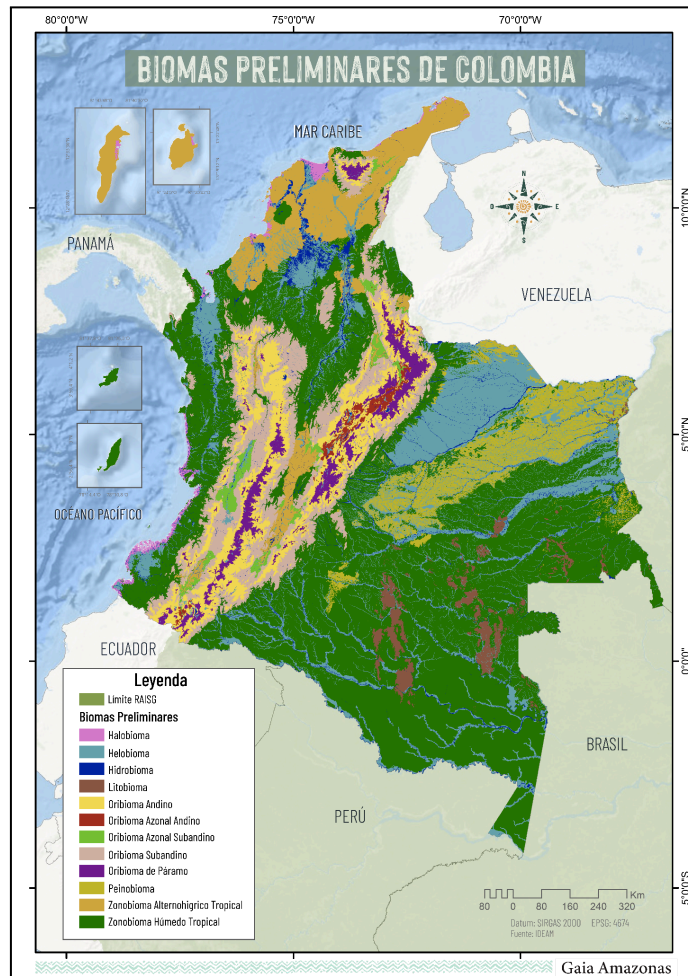 80°0'0"O 75°0'0"O 70°0'0"O
BIOMAS PRELIMINARES DE COLOMBIA
MAR CARIBE
N
O E
S
10°0'0"N
PANAMÁ
VENEZUELA
5°0'0"N
OCÉANO PACÍFICO
ECUADOR
0°0'0"
Leyenda
Límite RAISG
Biomas Preliminares
Halobioma
Helobioma
Hidrobioma
Litobioma
Oribioma Andino
Oribioma Azonal Andino
Oribioma Azonal Subandino
Oribioma Subandino
Oribioma de Páramo
Peinobioma
Zonobioma Alternohigrico Tropical
Zonobioma Húmedo Tropical
BRASIL
PERÚ
5°0'0"S
80 0 80 160 240 320 Km
Datum: SIRGAS 2000 EPSG: 4674
Fuente: IDEAM
Gaia Amazonas